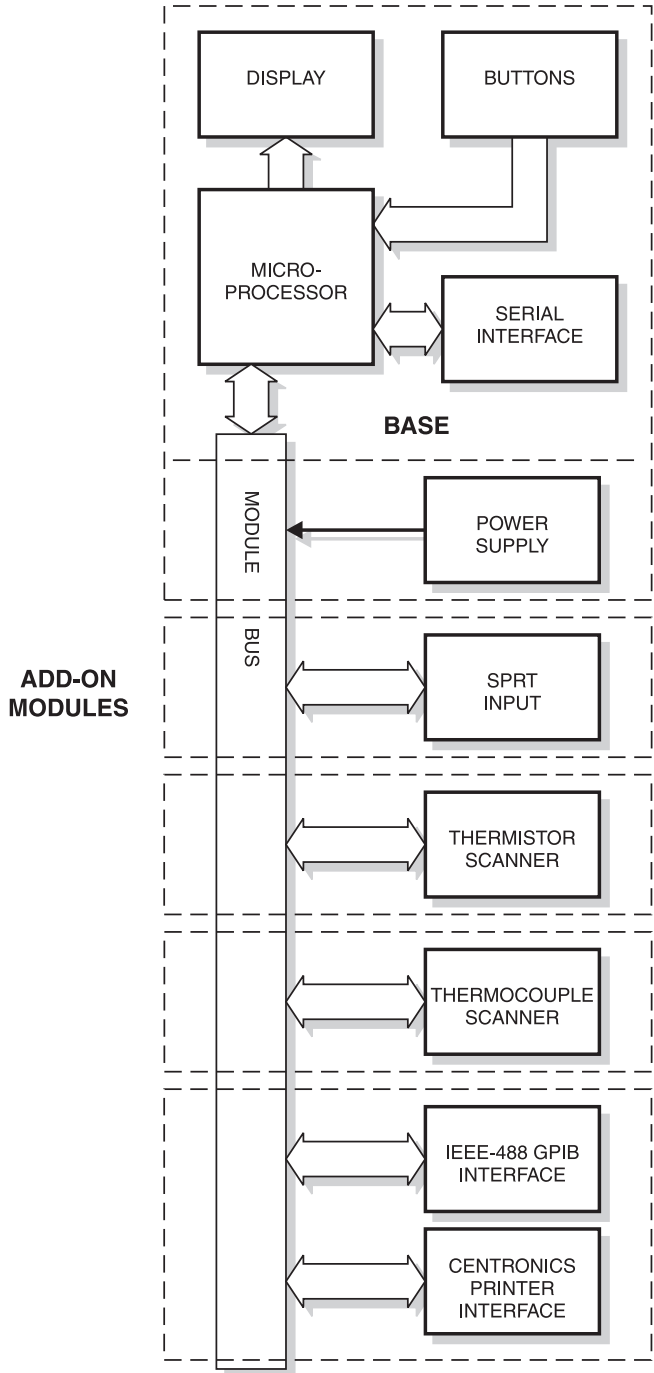 DISPLAY
BUTTONS
MICRO-
PROCESSOR
SERIAL
INTERFACE
BASE
MODULE BUS
POWER
SUPPLY
ADD-ON
MODULES
SPRT
INPUT
THERMISTOR
SCANNER
THERMOCOUPLE
SCANNER
IEEE-488 GPIB
INTERFACE
CENTRONICS
PRINTER
INTERFACE